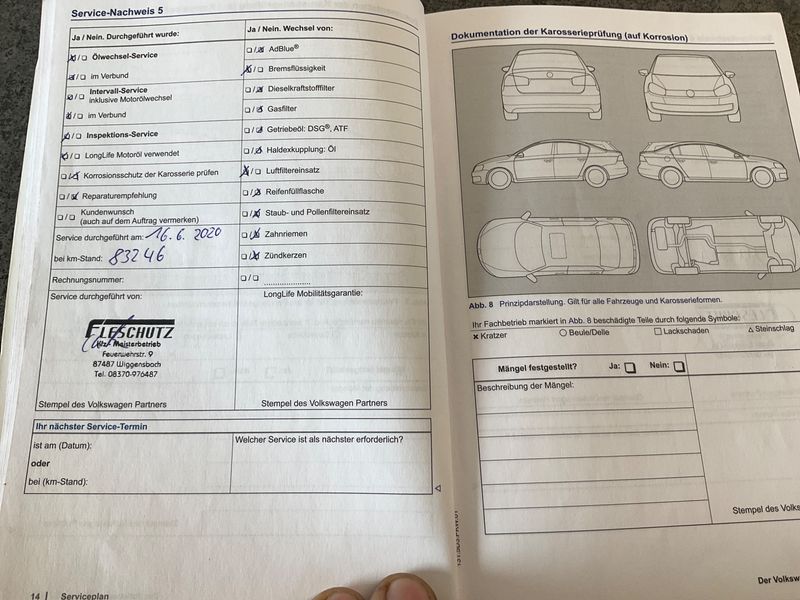 Service-Nachweis 5
Ja / Nein. Durchgeführt wurde:
Ölwechsel-Service
im Verbund
Intervall-Service
inklusive Motorölwechsel
im Verbund
Inspektions-Service
LongLife Motoröl verwendet
Korrosionsschutz der Karosserie prüfen
Reparaturempfehlung
Kundenwunsch
(auch auf dem Auftrag vermerken)
Service durchgeführt am: 16.6.2020
bei km-Stand: 83246
Rechnungsnummer:
Service durchgeführt von:
FLESCHUTZ
Kfz/Meisterbetrieb
Feuerwehrstr. 9
87487 Wiggensbach
Tel. 08370-976487
Stempel des Volkswagen Partners
Ja / Nein. Wechsel von:
AdBlue®
Bremsflüssigkeit
Dieselkraftstofffilter
Gasfilter
Getriebeöl: DSG®, ATF
Haldexkupplung: Öl
Luftfiltereinsatz
Reifenfüllflasche
Staub- und Pollenfiltereinsatz
Zahnriemen
Zündkerzen
LongLife Mobilitätsgarantie:
Stempel des Volkswagen Partners
Ihr nächster Service-Termin
ist am (Datum):
oder
bei (km-Stand):
Welcher Service ist als nächster erforderlich?
14 Serviceplan
Dokumentation der Karosserieprüfung (auf Korrosion)
Abb. 8 Prinzipdarstellung. Gilt für alle Fahrzeuge und Karosserieformen.
Ihr Fachbetrieb markiert in Abb. 8 beschädigte Teile durch folgende Symbole:
x Kratzer ○ Beule/Delle □ Lackschaden △ Steinschlag
Mängel festgestellt? Ja: Nein:
Beschreibung der Mängel:
Stempel des Volks
Der Volksw